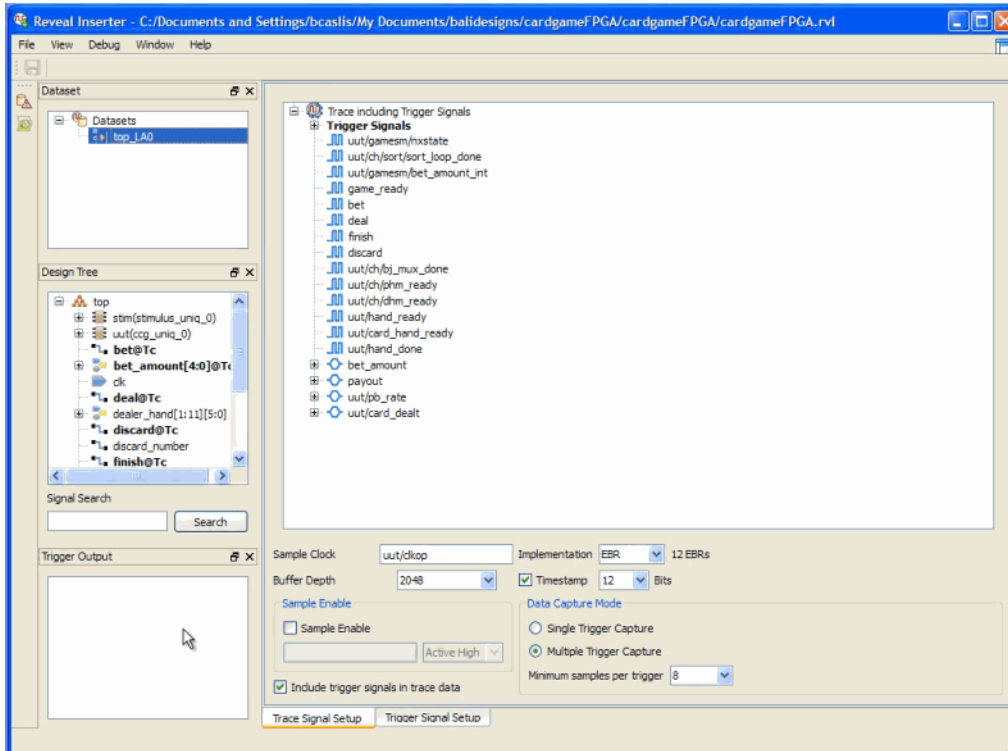 Reveal Inserter - C:/Documents and Settings/bcaslis/My Documents/balidesigns/cardgameFPGA/cardgameFPGA/cardgameFPGA.rvl
File View Debug Window Help
Dataset
Datasets
top_LA0
Design Tree
top
stim(stimulus_uniq_0)
uut(ccg_uniq_0)
bet@Tc
bet_amount[4:0]@Tc
clk
deal@Tc
dealer_hand[1:11][5:0]
discard@Tc
discard_number
finish@Tc
Signal Search
Search
Trigger Output
Trace including Trigger Signals
Trigger Signals
uut/gamesm/nxstate
uut/ch/sort/sort_loop_done
uut/gamesm/bet_amount_int
game_ready
bet
deal
finish
discard
uut/ch/bj_mux_done
uut/ch/phm_ready
uut/ch/dhm_ready
uut/hand_ready
uut/card_hand_ready
uut/hand_done
bet_amount
payout
uut/pb_rate
uut/card_dealt
Sample Clock uut/clkop Implementation EBR 12 EBRs
Buffer Depth 2048 Timestamp 12 Bits
Sample Enable
Sample Enable
Active High
Include trigger signals in trace data
Data Capture Mode
Single Trigger Capture
Multiple Trigger Capture
Minimum samples per trigger 8
Trace Signal Setup Trigger Signal Setup